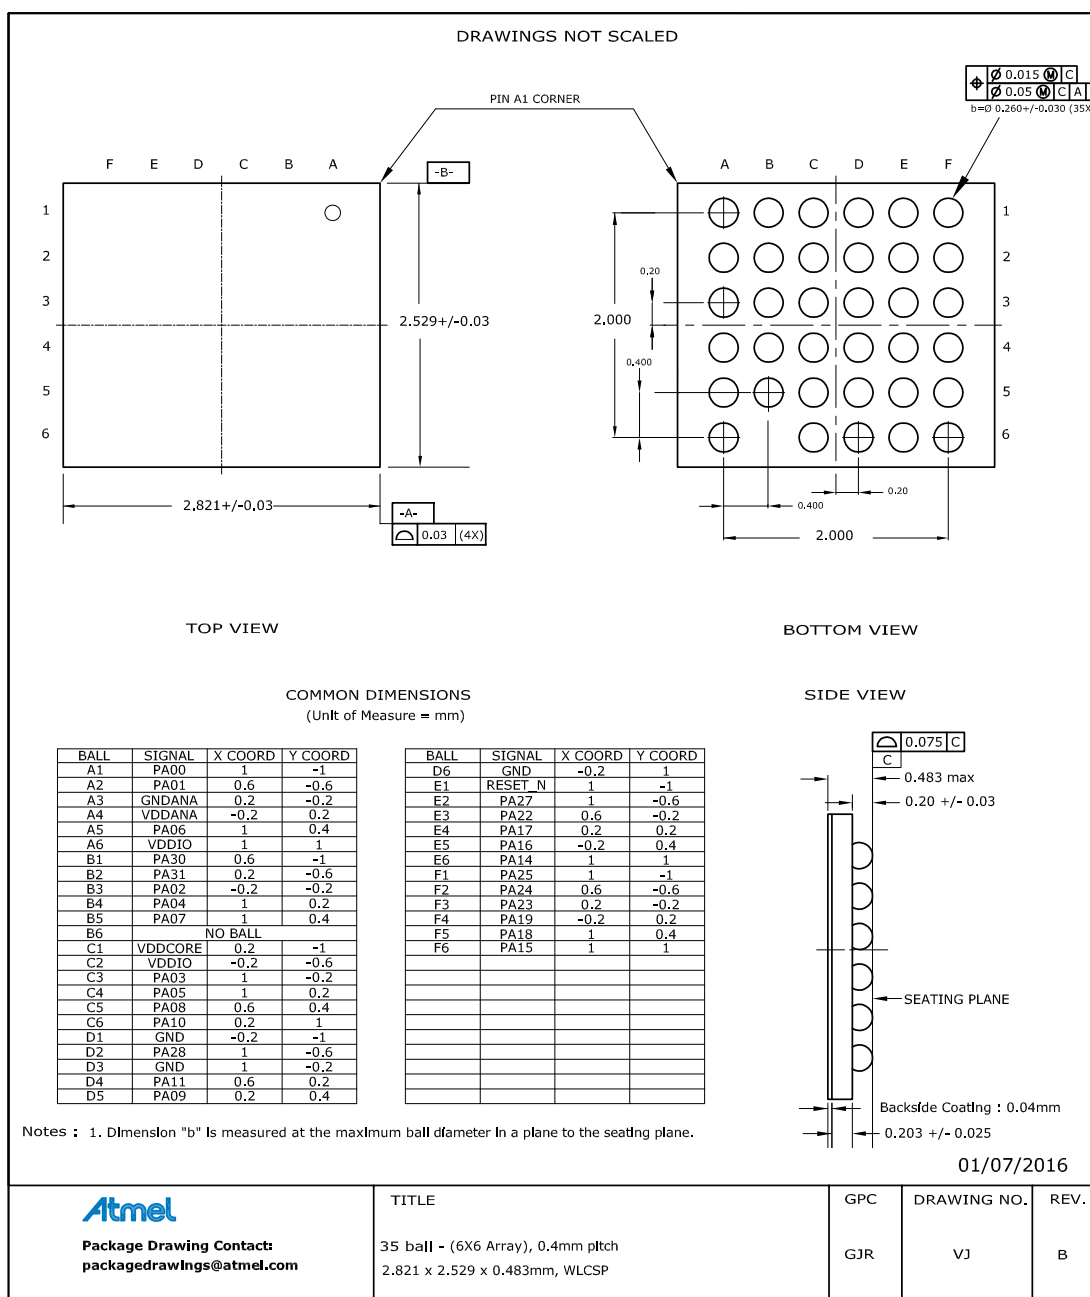 DRAWINGS NOT SCALED
PIN A1 CORNER
Ø 0.015 Ⓜ C
Ø 0.05 Ⓜ C A
b=Ø 0.260+/-0.030 (35X
F E D C B A
-B-
A B C D E F
1
2
3
4
5
6
2.529+/-0.03
2.821+/-0.03
-A-
0.03 (4X)
1
2
3
4
5
6
0.20
2.000
0.400
0.20
0.400
2.000
TOP VIEW
BOTTOM VIEW
COMMON DIMENSIONS
(Unit of Measure = mm)
SIDE VIEW
BALL SIGNAL X COORD Y COORD
A1 PA00 1 -1
A2 PA01 0.6 -0.6
A3 GNDANA 0.2 -0.2
A4 VDDANA -0.2 0.2
A5 PA06 1 0.4
A6 VDDIO 1 1
B1 PA30 0.6 -1
B2 PA31 0.2 -0.6
B3 PA02 -0.2 -0.2
B4 PA04 1 0.2
B5 PA07 1 0.4
B6 NO BALL
C1 VDDCORE 0.2 -1
C2 VDDIO -0.2 -0.6
C3 PA03 1 -0.2
C4 PA05 1 0.2
C5 PA08 0.6 0.4
C6 PA10 0.2 1
D1 GND -0.2 -1
D2 PA28 1 -0.6
D3 GND 1 -0.2
D4 PA11 0.6 0.2
D5 PA09 0.2 0.4
BALL SIGNAL X COORD Y COORD
D6 GND -0.2 1
E1 RESET_N 1 -1
E2 PA27 1 -0.6
E3 PA22 0.6 -0.2
E4 PA17 0.2 0.2
E5 PA16 -0.2 0.4
E6 PA14 1 1
F1 PA25 1 -1
F2 PA24 0.6 -0.6
F3 PA23 0.2 -0.2
F4 PA19 -0.2 0.2
F5 PA18 1 0.4
F6 PA15 1 1
0.075 C
C
0.483 max
0.20 +/- 0.03
SEATING PLANE
Backside Coating : 0.04mm
0.203 +/- 0.025
Notes : 1. Dimension "b" is measured at the maximum ball diameter in a plane to the seating plane.
01/07/2016
Atmel
Package Drawing Contact:
packagedrawings@atmel.com
TITLE
35 ball - (6X6 Array), 0.4mm pitch
2.821 x 2.529 x 0.483mm, WLCSP
GPC
GJR
DRAWING NO.
VJ
REV.
B